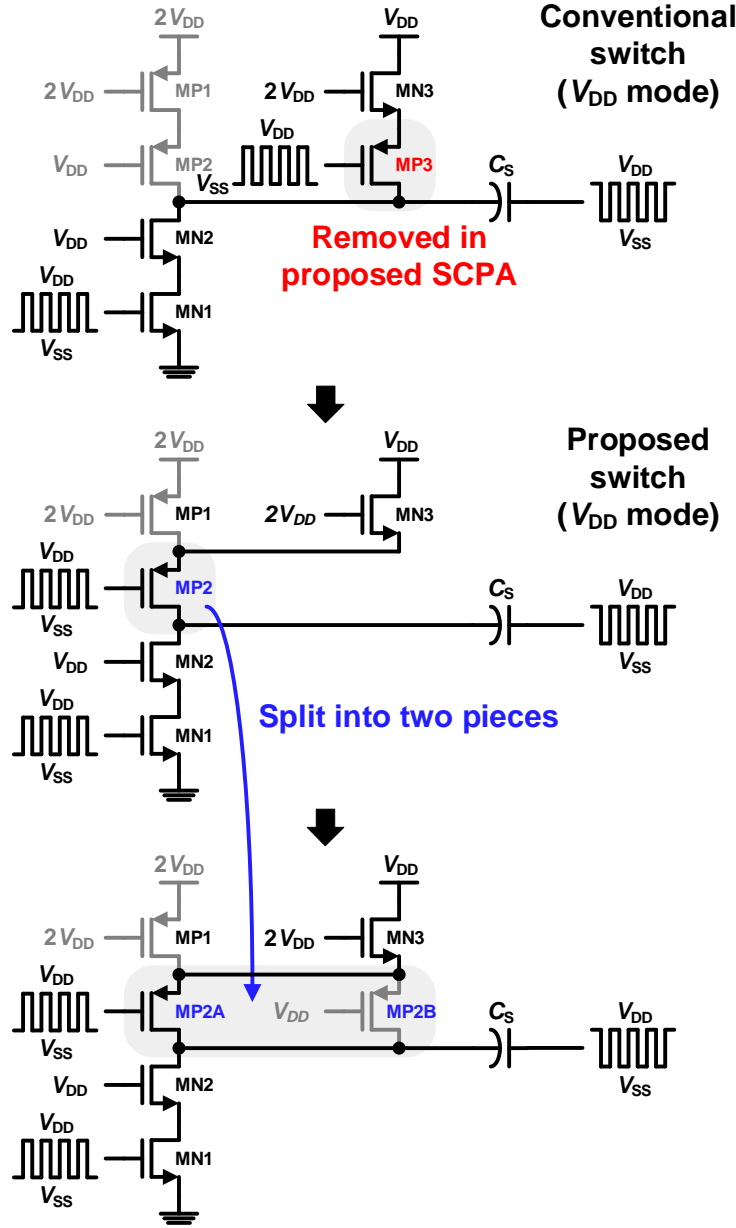 2VDD
VDD
Conventional
switch
(VDD mode)
2VDD
MP1
2VDD
MN3
VDD
VDD
MP2
VSS
MP3
CS
VDD
VSS
Removed in
proposed SCPA
VDD
MN2
VDD
MN1
VSS
2VDD
VDD
Proposed
switch
(VDD mode)
2VDD
MP1
2VDD
MN3
VDD
MP2
VSS
CS
VDD
VSS
VDD
MN2
VDD
Split into two pieces
MN1
VSS
2VDD
VDD
2VDD
MP1
2VDD
MN3
VDD
MP2A
VDD
MP2B
VSS
CS
VDD
VSS
VDD
MN2
VDD
MN1
VSS